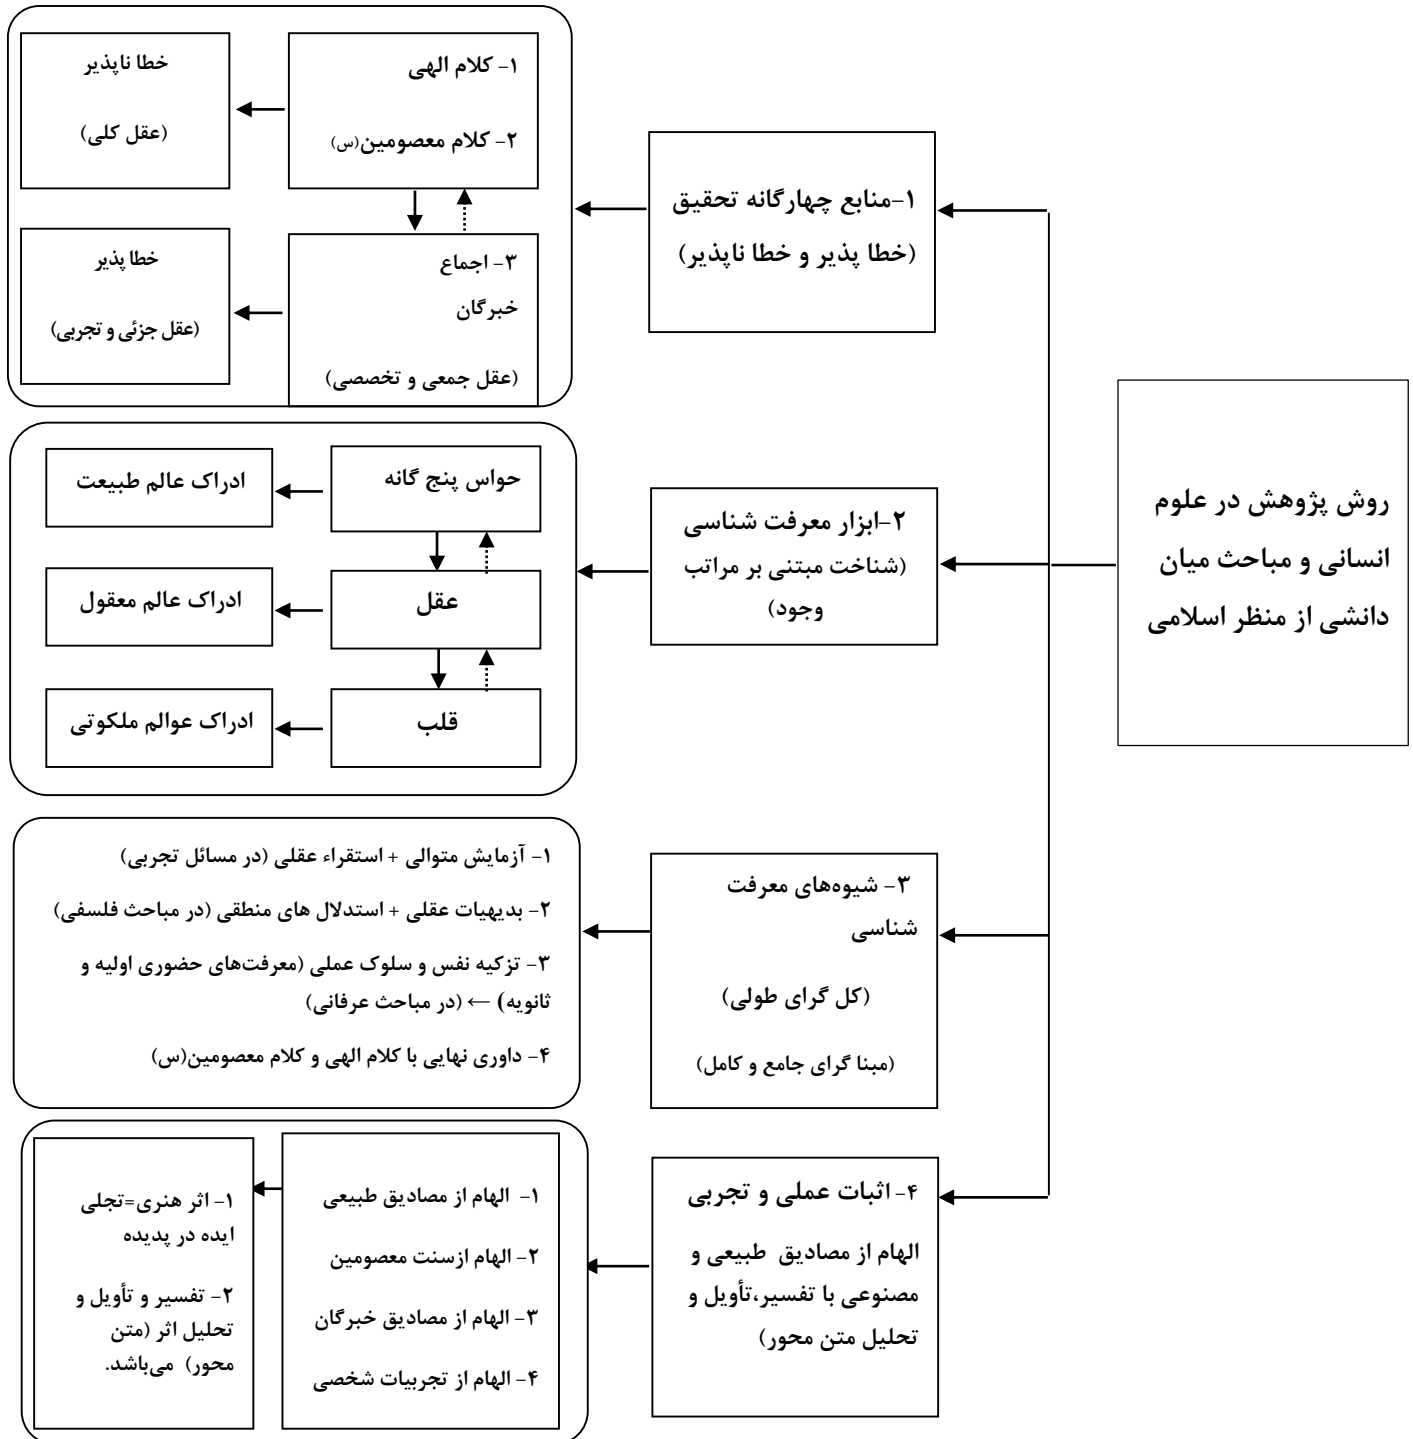 روش پژوهش در علوم
انسانی و مباحث میان
دانشی از منظر اسلامی
۱-منابع چهارگانه تحقیق
(خطا پذیر و خطا ناپذیر)
۱- کلام الهی
۲- کلام معصومین(س)
خطا ناپذیر
(عقل کلی)
۳- اجماع
خبرگان
(عقل جمعی و تخصصی)
خطا پذیر
(عقل جزئی و تجربی)
۲-ابزار معرفت شناسی
(شناخت مبتنی بر مراتب
وجود)
حواس پنج گانه
ادراک عالم طبیعت
عقل
ادراک عالم معقول
قلب
ادراک عوالم ملکوتی
۳- شیوه‌های معرفت
شناسی
(کل گرای طولی)
(مبنا گرای جامع و کامل)
۱- آزمایش متوالی + استقراء عقلی (در مسائل تجربی)
۲- بدیهیات عقلی + استدلال های منطقی (در مباحث فلسفی)
۳- تزکیه نفس و سلوک عملی (معرفت‌های حضوری اولیه و
ثانویه) ← (در مباحث عرفانی)
۴- داوری نهایی با کلام الهی و کلام معصومین(س)
۴- اثبات عملی و تجربی
الهام از مصادیق طبیعی و
مصنوعی با تفسیر،تأویل و
تحلیل متن محور)
۱- الهام از مصادیق طبیعی
۲- الهام ازسنت معصومین
۳- الهام از مصادیق خبرگان
۴- الهام از تجربیات شخصی
۱- اثر هنری=تجلی
ایده در پدیده
۲- تفسیر و تأویل و
تحلیل اثر (متن
محور) می‌باشد.